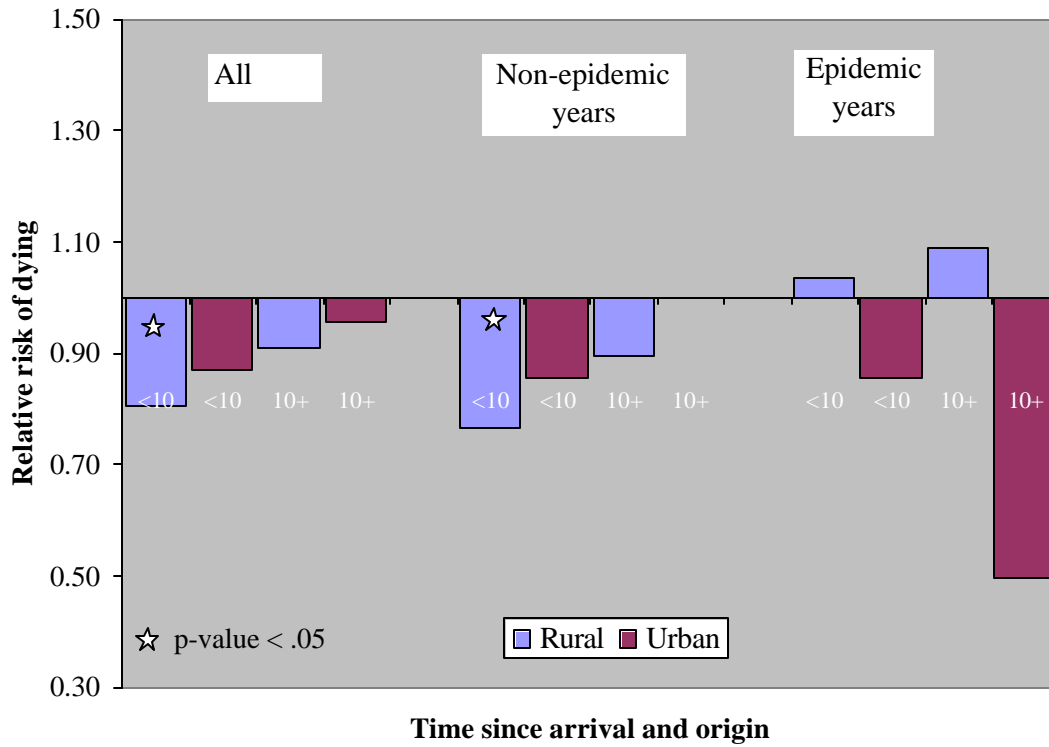 1.50
1.30
1.10
0.90
0.70
0.50
0.30
Relative risk of dying
All
Non-epidemic
years
Epidemic
years
<10 <10 10+ 10+ <10 <10 10+ 10+ <10 <10 10+ 10+
p-value < .05
Rural Urban
Time since arrival and origin